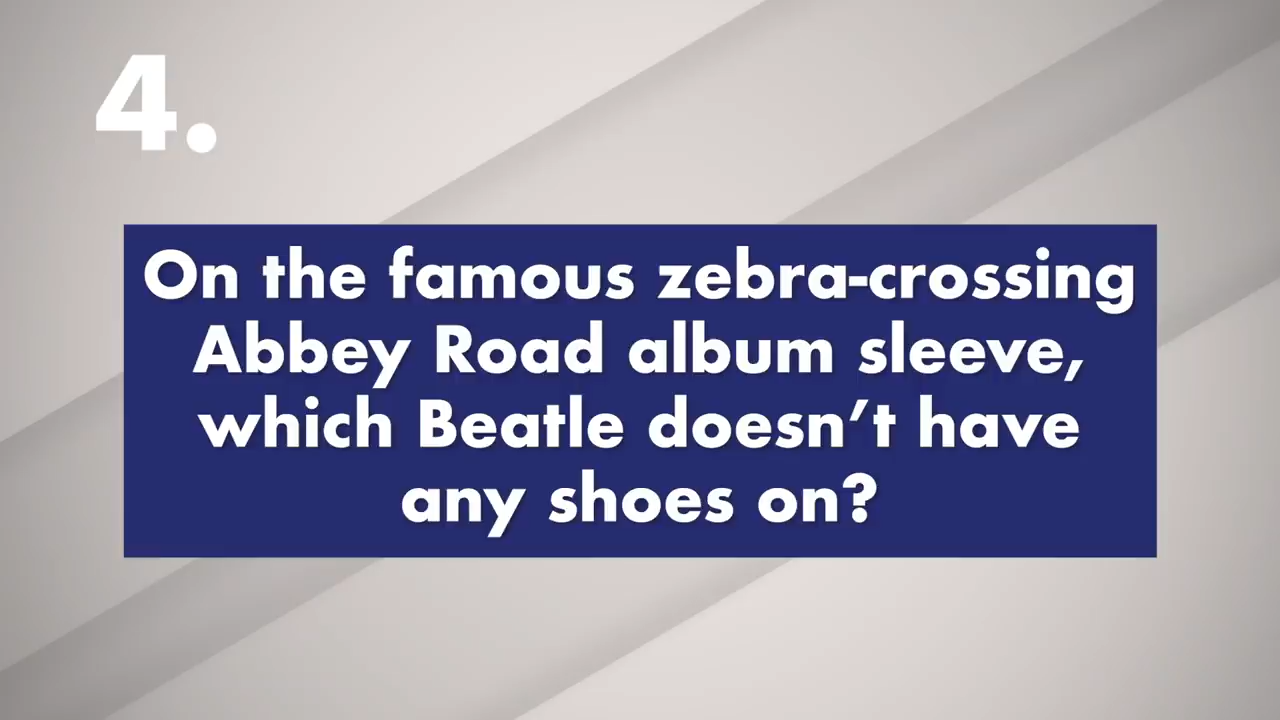 4.
On the famous zebra-crossing
Abbey Road album sleeve,
which Beatle doesn’t have
any shoes on?